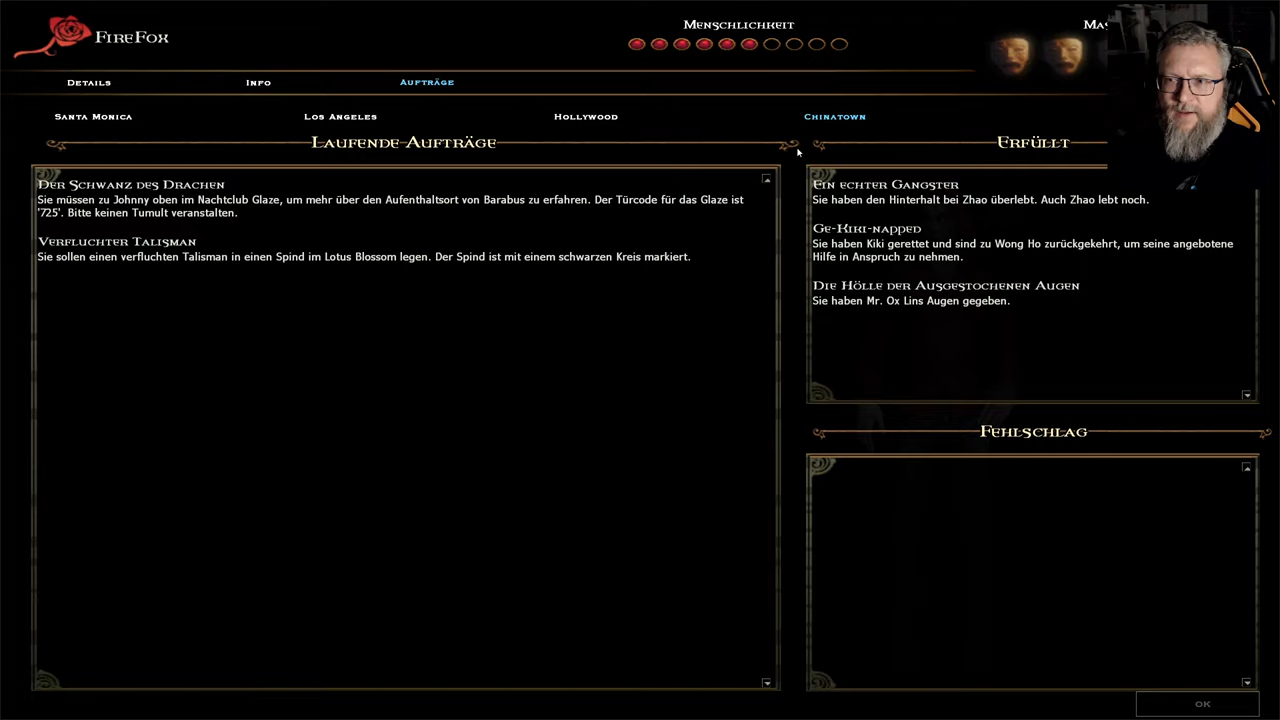 FireFox
Menschlichkeit
Mas
Details
Info
Aufträge
Santa Monica
Los Angeles
Hollywood
Chinatown
Laufende Aufträge
Der Schwanz des Drachen
Sie müssen zu Johnny oben im Nachtclub Glaze, um mehr über den Aufenthaltsort von Barabus zu erfahren. Der Türcode für das Glaze ist
'725'. Bitte keinen Tumult veranstalten.
Verfluchter Talisman
Sie sollen einen verfluchten Talisman in einen Spind im Lotus Blossom legen. Der Spind ist mit einem schwarzen Kreis markiert.
Erfüllt
Ein echter Gangster
Sie haben den Hinterhalt bei Zhao überlebt. Auch Zhao lebt noch.
Ge-Kiki-napped
Sie haben Kiki gerettet und sind zu Wong Ho zurückgekehrt, um seine angebotene
Hilfe in Anspruch zu nehmen.
Die Hölle der Ausgestochenen Augen
Sie haben Mr. Ox Lins Augen gegeben.
Fehlschlag
OK